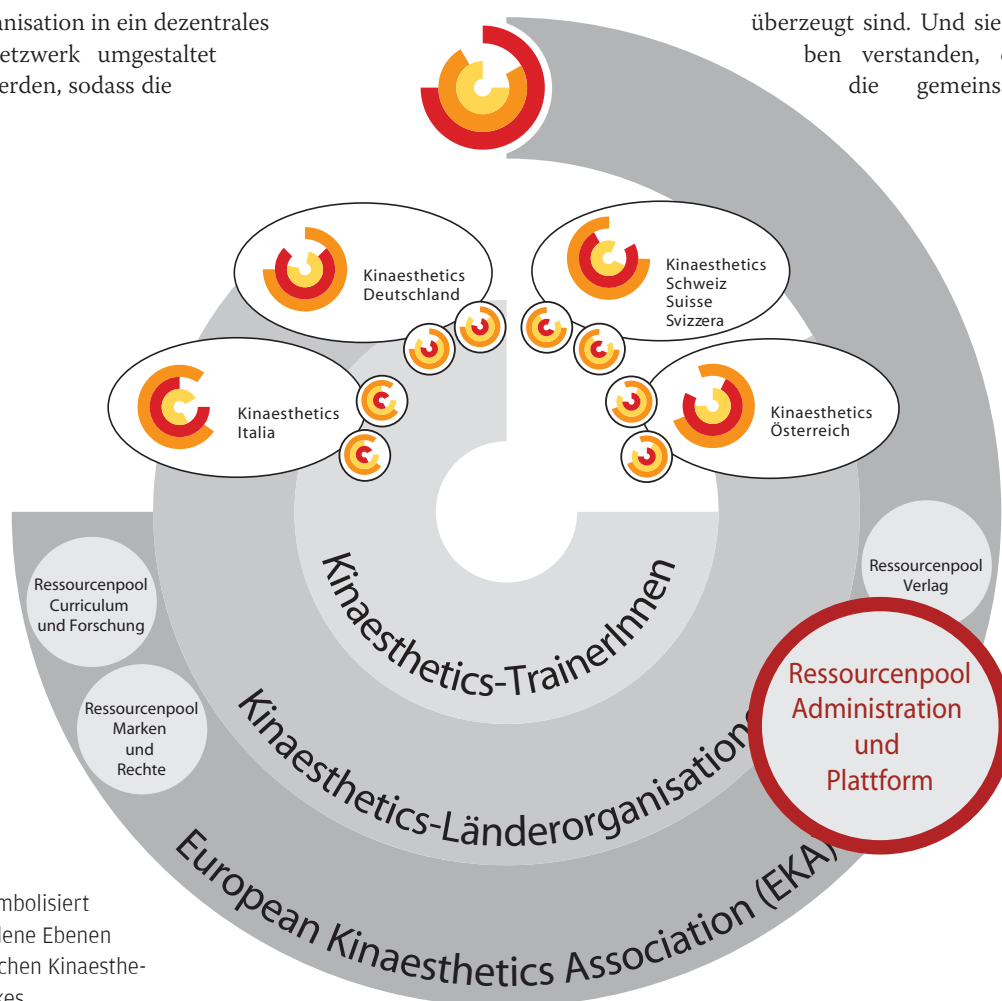 anisation in ein dezentrales
etzwerk umgestaltet
erden, sodass die
überzeugt sind. Und sie
ben verstanden,
die gemeins
Kinaesthetics
Deutschland
Kinaesthetics
Schweiz
Suisse
Svizzera
Kinaesthetics
Italia
Kinaesthetics
Österreich
Ressourcenpool
Curriculum
und Forschung
Ressourcenpool
Marken
und
Rechte
Ressourcenpool
Verlag
Ressourcenpool
Administration
und
Plattform
Kinaesthetics-TrainerInnen
Kinaesthetics-Länderorganisation
European Kinaesthetics Association (EKA)
mbolisiert
lene Ebenen
chen Kinaesthe-